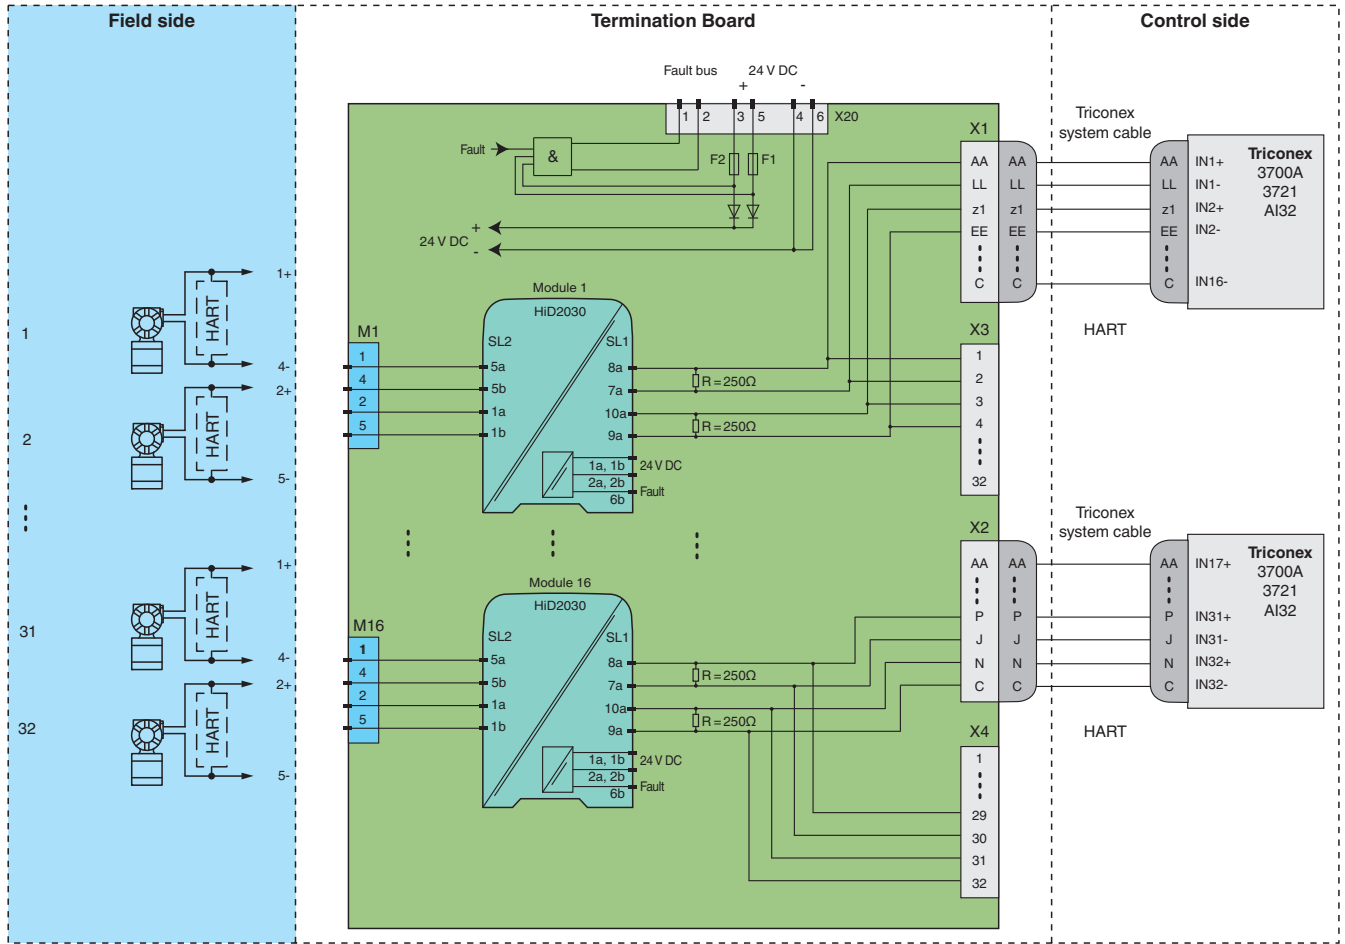 Field side
Termination Board
Control side
Fault bus
24 V DC
+
-
1
2
3
5
4
6
X20
Fault
&
F2
F1
+
24 V DC
-
X1
AA
LL
z1
EE
C
AA
LL
z1
EE
C
Triconex
system cable
AA
LL
z1
EE
C
IN1+
IN1-
IN2+
IN2-
IN16-
Triconex
3700A
3721
AI32
HART
1
HART
1+
4-
2
HART
2+
5-
M1
1
4
2
5
Module 1
HiD2030
SL2
SL1
5a
5b
1a
1b
8a
7a
10a
9a
R = 250Ω
R = 250Ω
1a, 1b
2a, 2b
6b
24 V DC
Fault
X3
1
2
3
4
32
31
HART
1+
4-
32
HART
2+
5-
M16
1
4
2
5
Module 16
HiD2030
SL2
SL1
5a
5b
1a
1b
8a
7a
10a
9a
R = 250Ω
R = 250Ω
1a, 1b
2a, 2b
6b
24 V DC
Fault
X2
AA
P
J
N
C
AA
P
J
N
C
Triconex
system cable
AA
P
J
N
C
IN17+
IN31+
IN31-
IN32+
IN32-
Triconex
3700A
3721
AI32
HART
X4
1
29
30
31
32